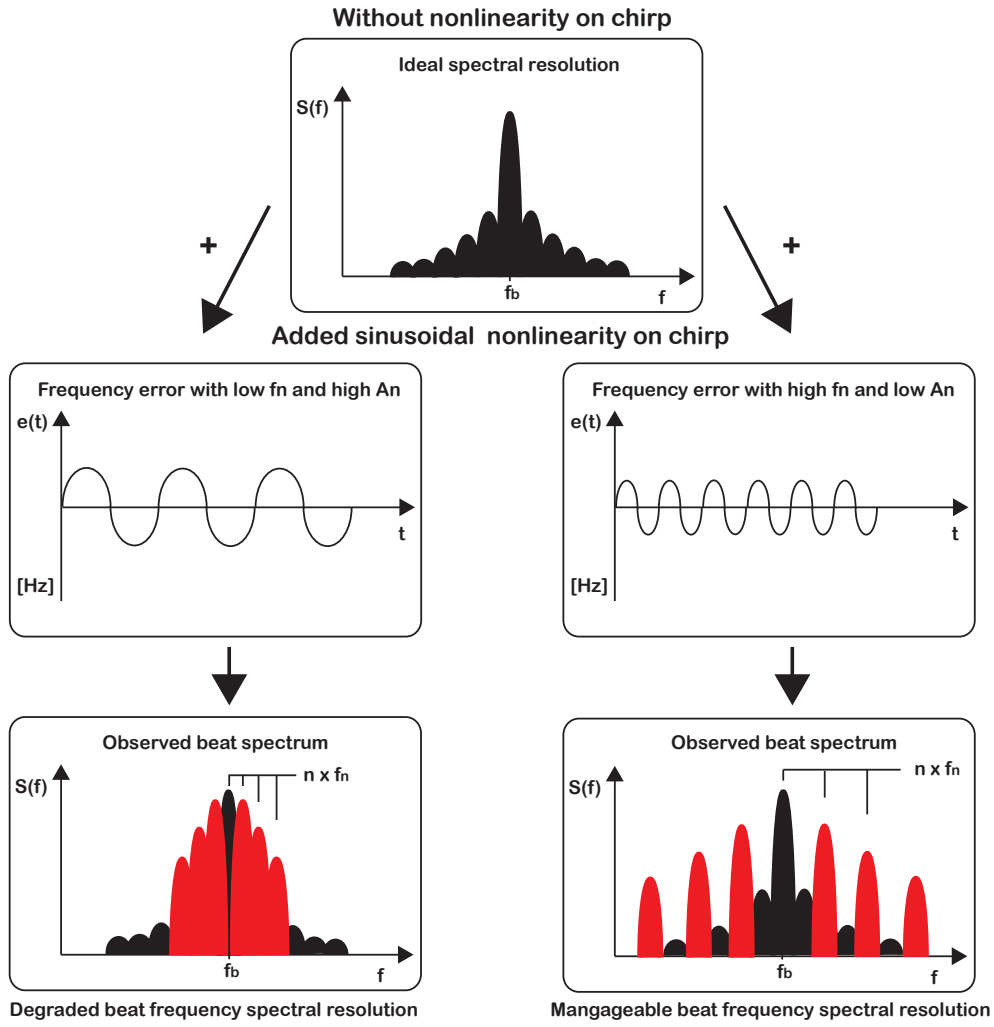 Without nonlinearity on chirp
Ideal spectral resolution
S(f)
fb
f
+
+
Added sinusoidal nonlinearity on chirp
Frequency error with low fn and high An
e(t)
t
[Hz]
Frequency error with high fn and low An
e(t)
t
[Hz]
Observed beat spectrum
n x fn
S(f)
fb
f
Observed beat spectrum
n x fn
S(f)
fb
f
Degraded beat frequency spectral resolution
Mangageable beat frequency spectral resolution